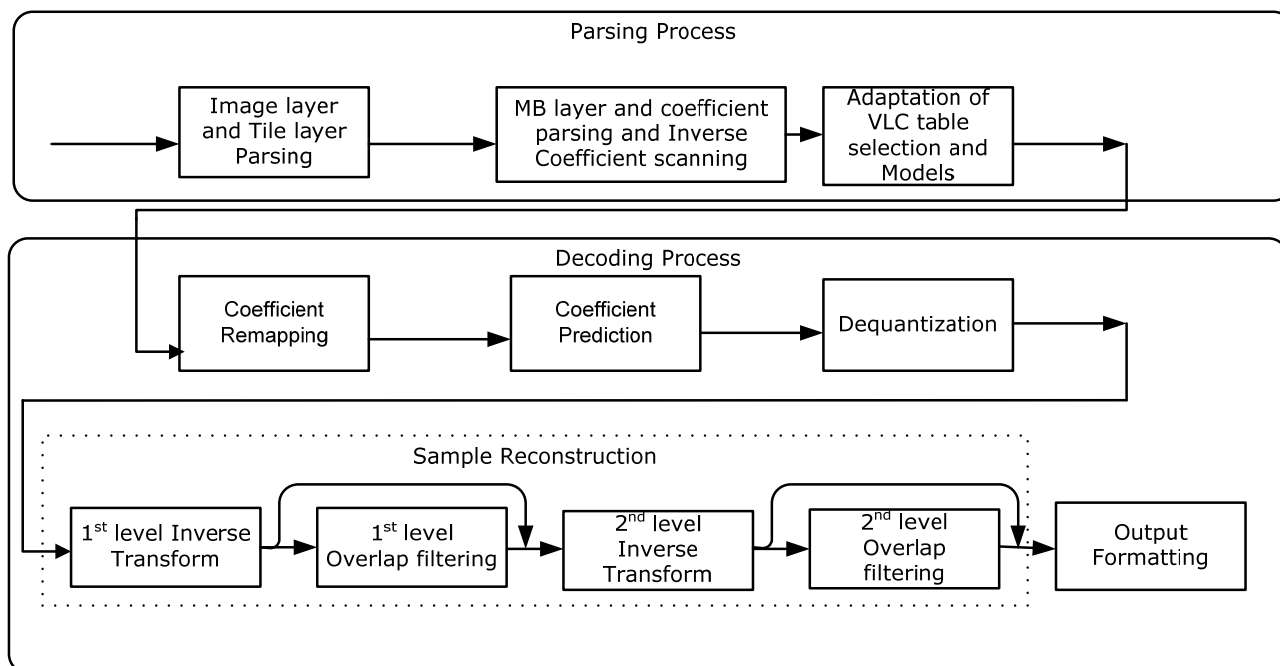 Parsing Process
Image layer
and Tile layer
Parsing
MB layer and coefficient
parsing and Inverse
Coefficient scanning
Adaptation of
VLC table
selection and
Models
Decoding Process
Coefficient
Remapping
Coefficient
Prediction
Dequantization
Sample Reconstruction
1st level Inverse
Transform
1st level
Overlap filtering
2nd level
Inverse
Transform
2nd level
Overlap
filtering
Output
Formatting